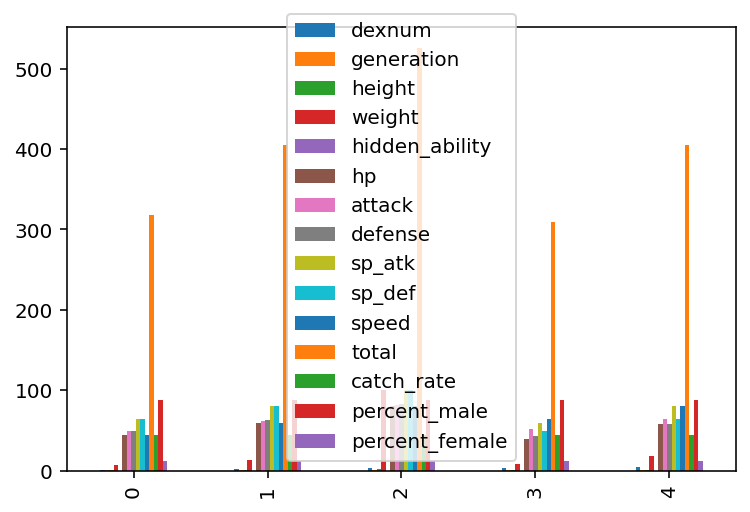 500
400
300
200
100
0
dexnum
generation
height
weight
hidden_ability
hp
attack
defense
sp_atk
sp_def
speed
total
catch_rate
percent_male
percent_female
0
1
2
3
4